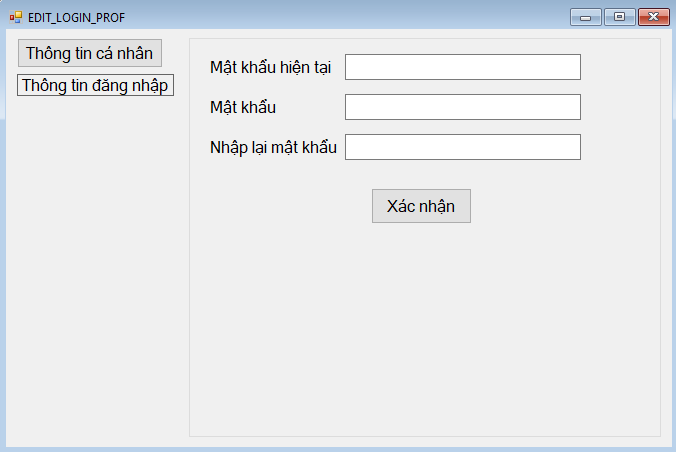 EDIT_LOGIN_PROF
Thông tin cá nhân
Thông tin đăng nhập
Mật khẩu hiện tại
Mật khẩu
Nhập lại mật khẩu
Xác nhận